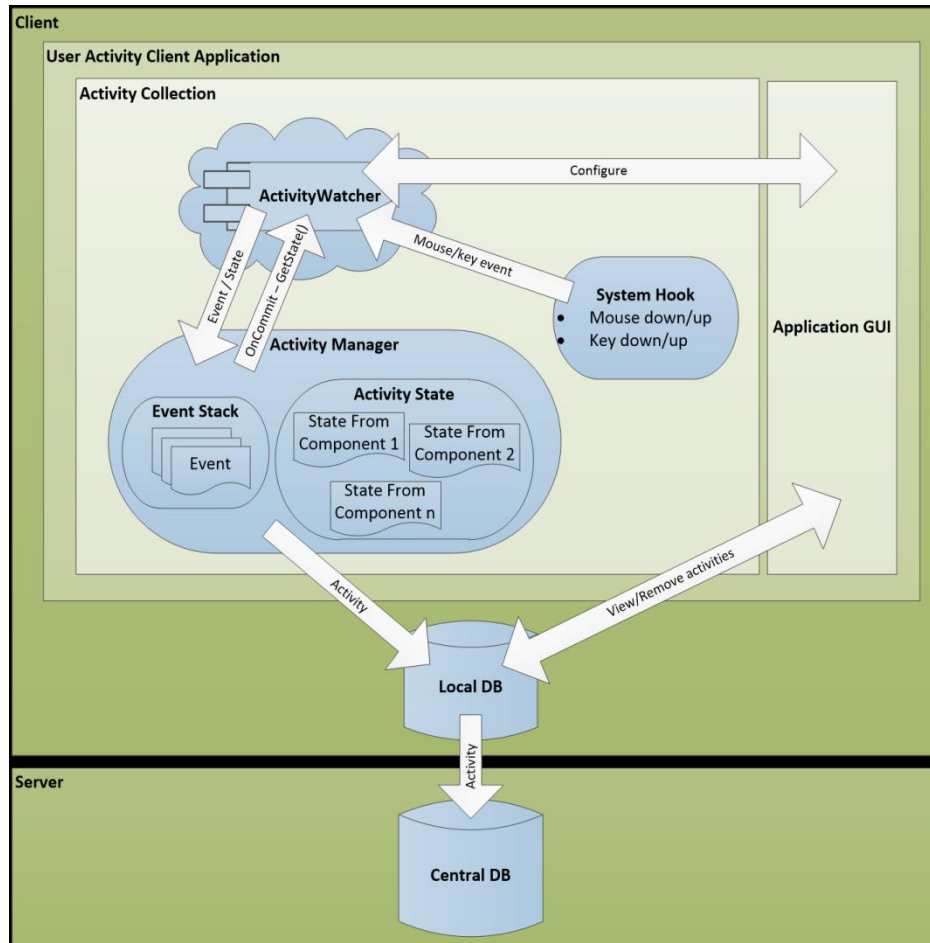 Client
User Activity Client Application
Activity Collection
ActivityWatcher
Configure
Mouse/key event
Event / State
OnCommit – GetState()
System Hook
• Mouse down/up
• Key down/up
Application GUI
Activity Manager
Event Stack
Event
Activity State
State From
Component 1
State From
Component 2
State From
Component n
Activity
View/Remove activities
Local DB
Activity
Server
Central DB